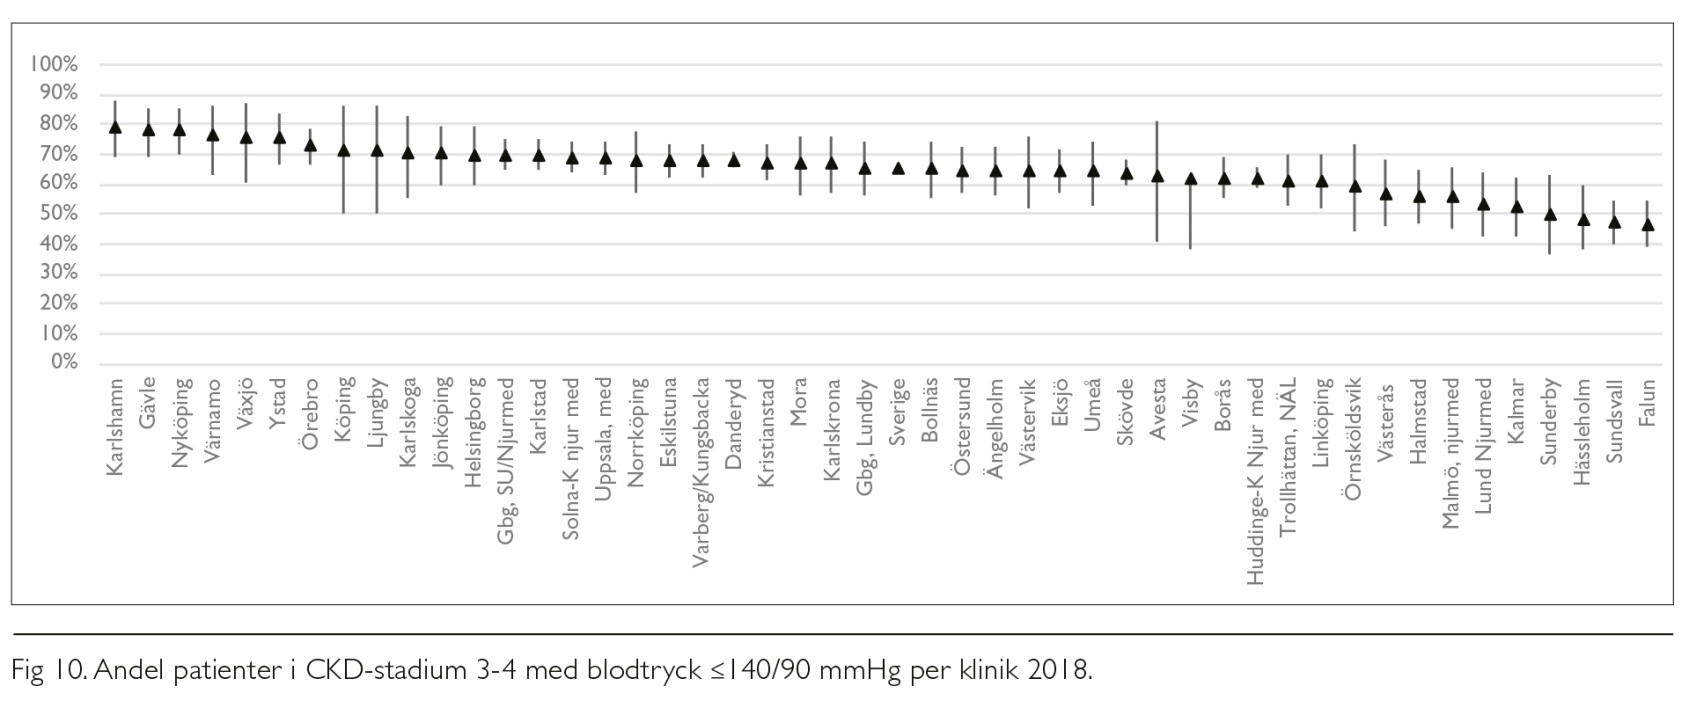 100%
90%
80%
70%
60%
50%
40%
30%
20%
10%
0%
Karlshamn
Gävle
Nyköping
Värnamo
Växjö
Ystad
Örebro
Köping
Ljungby
Karlskoga
Jönköping
Helsingborg
Gbg, SU/Njurmed
Karlstad
Solna-K njur med
Uppsala, med
Norrköping
Eskilstuna
Varberg/Kungsbacka
Danderyd
Kristianstad
Mora
Karlskrona
Gbg, Lundby
Sverige
Bollnäs
Östersund
Ängelholm
Västervik
Eksjö
Umeå
Skövde
Avesta
Visby
Borås
Huddinge-K Njur med
Trollhättan, NÄL
Linköping
Örnsköldsvik
Västerås
Halmstad
Malmö, njurmed
Lund Njurmed
Kalmar
Sunderby
Hässleholm
Sundsvall
Falun
Fig 10. Andel patienter i CKD-stadium 3-4 med blodtryck ≤140/90 mmHg per klinik 2018.